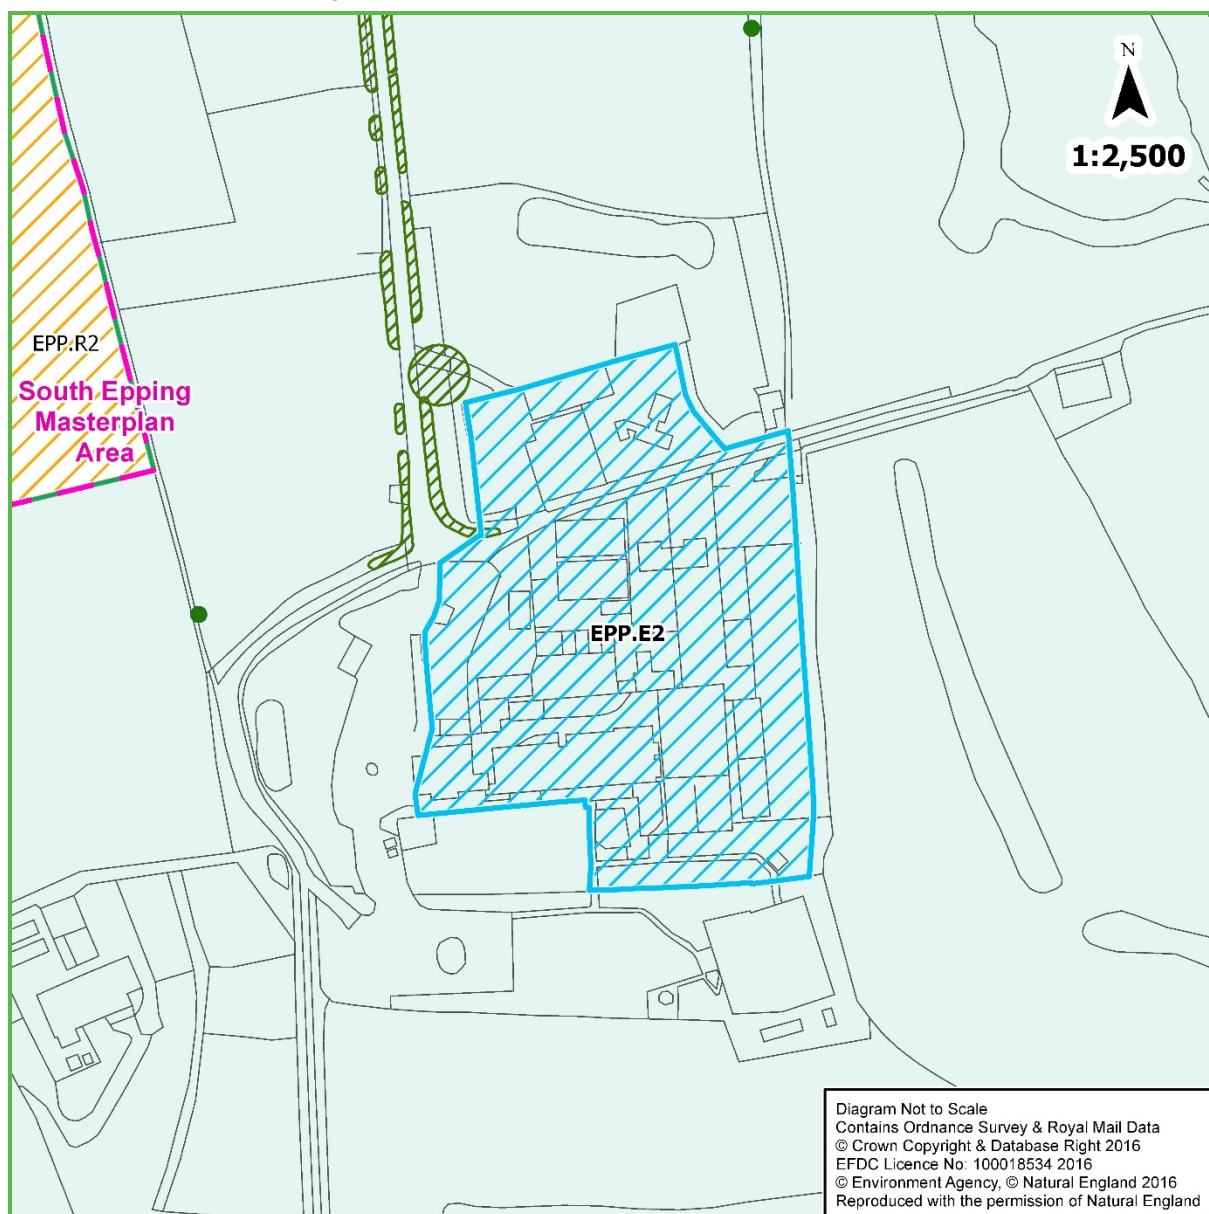 N
1:2,500
EPP.R2
South Epping
Masterplan
Area
EPP.E2
Diagram Not to Scale
Contains Ordnance Survey & Royal Mail Data
© Crown Copyright & Database Right 2016
EFDC Licence No: 100018534 2016
© Environment Agency, © Natural England 2016
Reproduced with the permission of Natural England